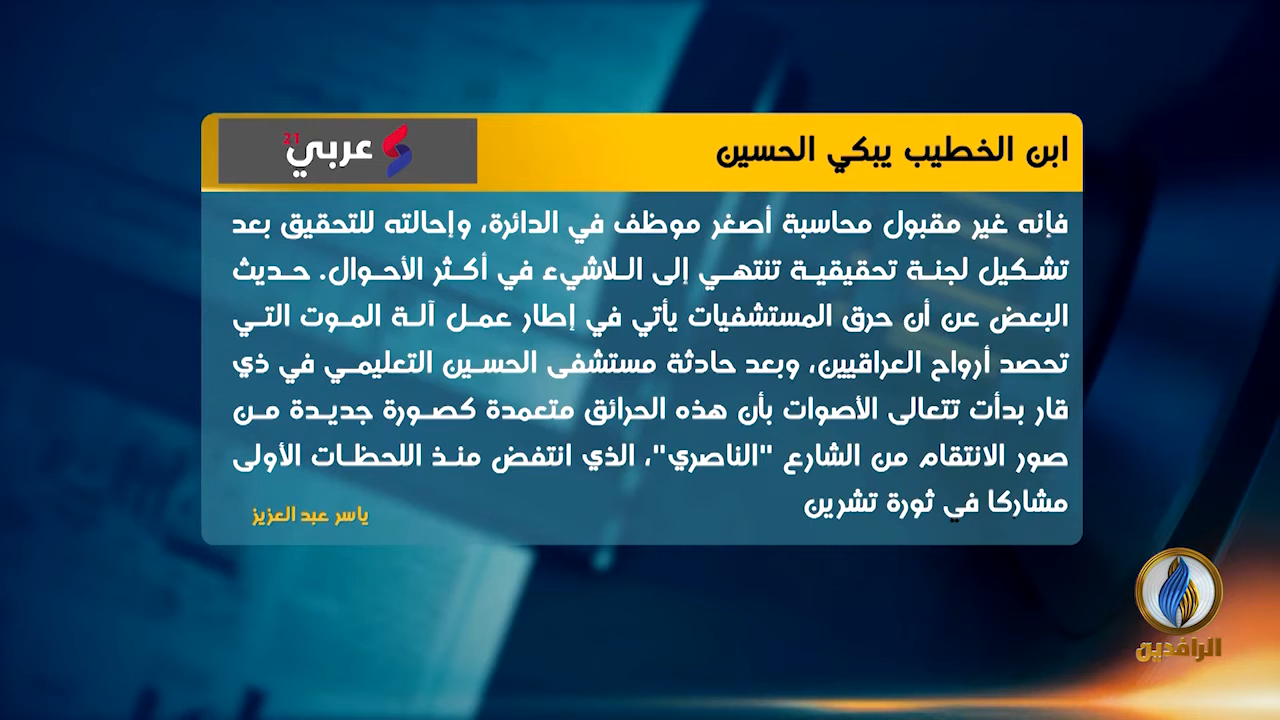 ابن الخطيب يبكي الحسين
عربي 21
فإنه غير مقبول محاسبة أصغر موظف في الدائرة، وإحالته للتحقيق بعد
تشكيل لجنة تحقيقية تنتهي إلى اللاشيء في أكثر الأحوال. حديث
البعض عن أن حرق المستشفيات يأتي في إطار عمل آلة الموت التي
تحصد أرواح العراقيين، وبعد حادثة مستشفى الحسين التعليمي في ذي
قار بدأت تتعالى الأصوات بأن هذه الحرائق متعمدة كصورة جديدة من
صور الانتقام من الشارع "الناصري"، الذي انتفض منذ اللحظات الأولى
مشاركا في ثورة تشرين
ياسر عبد العزيز
الرافدين